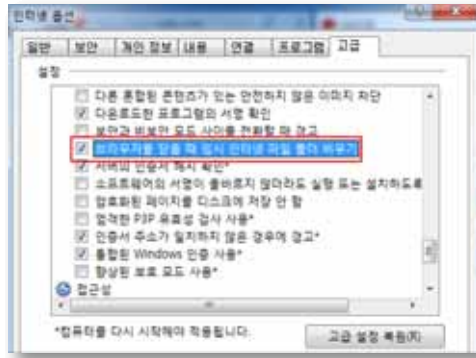 인터넷 옵션
일반 보안 개인 정보 내용 연결 프로그램 고급
설정
다른 혼합된 콘텐츠가 있는 안전하지 않은 이미지 차단
다운로드한 프로그램의 서명 확인
보안과 비보안 모드 사이를 전환할 때 경고
브라우저를 닫을 때 임시 인터넷 파일 폴더 비우기
서버의 인증서 해지 확인*
소프트웨어의 서명이 올바르지 않더라도 실행 또는 설치하도록
암호화된 페이지를 디스크에 저장 안 함
엄격한 P3P 유효성 검사 사용*
인증서 주소가 일치하지 않은 경우에 경고*
통합된 Windows 인증 사용*
향상된 보호 모드 사용*
접근성
*컴퓨터를 다시 시작해야 적용됩니다.
고급 설정 복원(R)